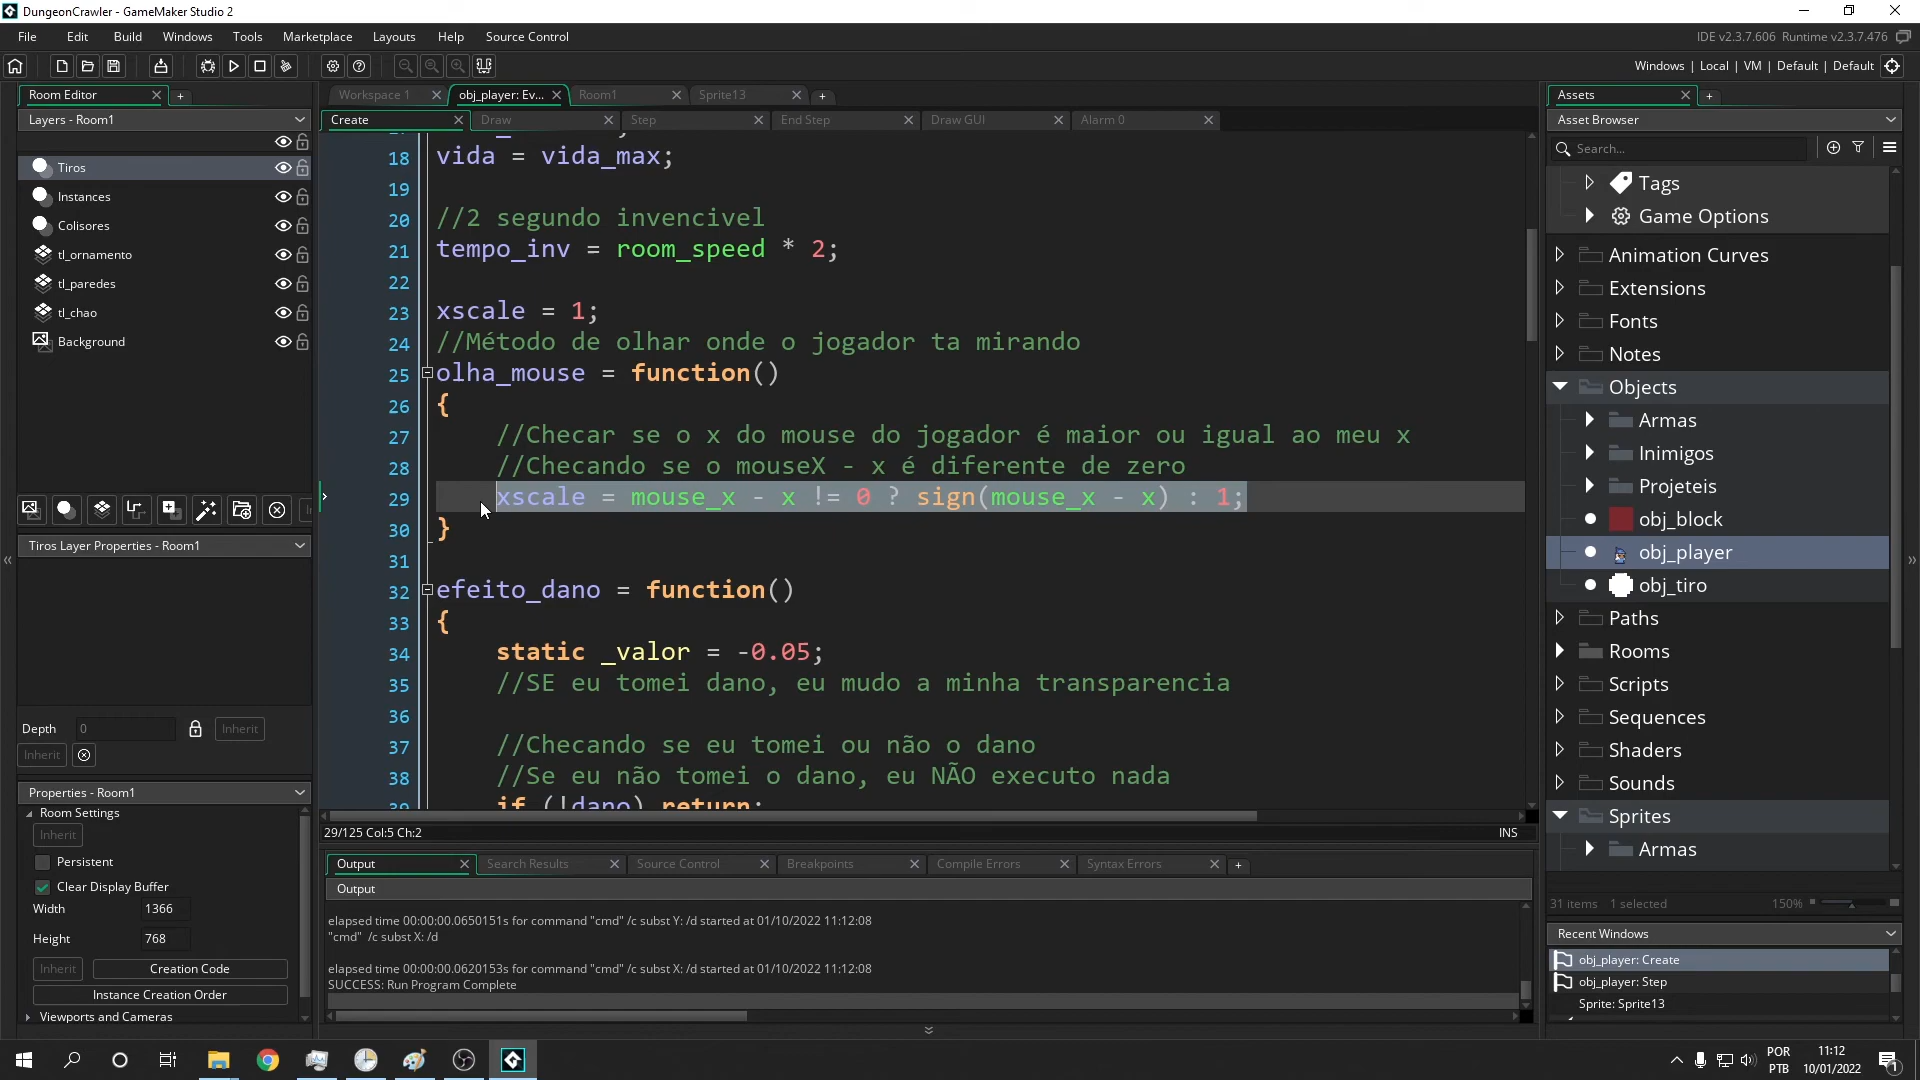 DungeonCrawler - GameMaker Studio 2
File Edit Build Windows Tools Marketplace Layouts Help Source Control
IDE v2.3.7.606 Runtime v2.3.7.476
Windows | Local | VM | Default | Default
Room Editor
Layers - Room1
Tiros
Instances
Colisores
tl_ornamento
tl_paredes
tl_chao
Background
Tiros Layer Properties - Room1
Depth 0 Inherit
Inherit
Properties - Room1
Room Settings
Inherit
Persistent
Clear Display Buffer
Width 1366
Height 768
Inherit Creation Code
Instance Creation Order
Viewports and Cameras
Workspace 1 obj_player: Ev... Room1 Sprite13
Create Draw Step End Step Draw GUI Alarm 0
18 vida = vida_max;
19
20 //2 segundo invencivel
21 tempo_inv = room_speed * 2;
22
23 xscale = 1;
24 //Método de olhar onde o jogador ta mirando
25 olha_mouse = function()
26 {
27 //Checar se o x do mouse do jogador é maior ou igual ao meu x
28 //Checando se o mouseX - x é diferente de zero
29 xscale = mouse_x - x != 0 ? sign(mouse_x - x) : 1;
30 }
31
32 efeito_dano = function()
33 {
34 static _valor = -0.05;
35 //SE eu tomei dano, eu mudo a minha transparencia
36
37 //Checando se eu tomei ou não o dano
38 //Se eu não tomei o dano, eu NÃO executo nada
39 if (!dano) return;
29/125 Col:5 Ch:2 INS
Output Search Results Source Control Breakpoints Compile Errors Syntax Errors
Output
elapsed time 00:00:00.0650151s for command "cmd" /c subst Y: /d started at 01/10/2022 11:12:08
"cmd" /c subst X: /d
elapsed time 00:00:00.0620153s for command "cmd" /c subst X: /d started at 01/10/2022 11:12:08
SUCCESS: Run Program Complete
Assets
Asset Browser
Search...
Tags
Game Options
Animation Curves
Extensions
Fonts
Notes
Objects
Armas
Inimigos
Projeteis
obj_block
obj_player
obj_tiro
Paths
Rooms
Scripts
Sequences
Shaders
Sounds
Sprites
Armas
31 items 1 selected 150%
Recent Windows
obj_player: Create
obj_player: Step
Sprite: Sprite13
POR
PTB
11:12
10/01/2022
1